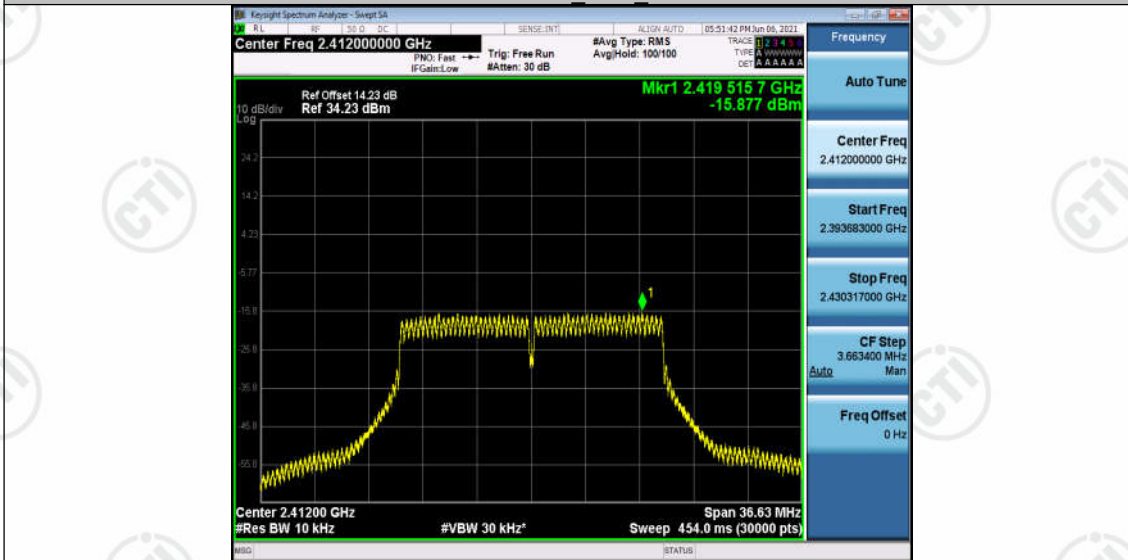 Keysight Spectrum Analyzer - Swept SA
RL RF 50 Ω DC SENSE:INT ALIGN AUTO 05:51:42 PM Jun 06, 2021
Center Freq 2.412000000 GHz
PNO: Fast
IFGain:Low
Trig: Free Run
#Atten: 30 dB
#Avg Type: RMS
Avg|Hold: 100/100
TRACE 1 2 3 4 5 6
TYPE A WWWWW
DET A A A A A A
Ref Offset 14.23 dB
Ref 34.23 dBm
10 dB/div
Log
Mkr1 2.419 515 7 GHz
-15.877 dBm
24.2
14.2
4.23
-5.77
-15.8
-25.8
-35.8
-45.8
-55.8
1
Center 2.41200 GHz
Span 36.63 MHz
#Res BW 10 kHz
#VBW 30 kHz*
Sweep 454.0 ms (30000 pts)
MSG
STATUS
Frequency
Auto Tune
Center Freq
2.412000000 GHz
Start Freq
2.393683000 GHz
Stop Freq
2.430317000 GHz
CF Step
3.663400 MHz
Auto Man
Freq Offset
0 Hz
CTI
CTI